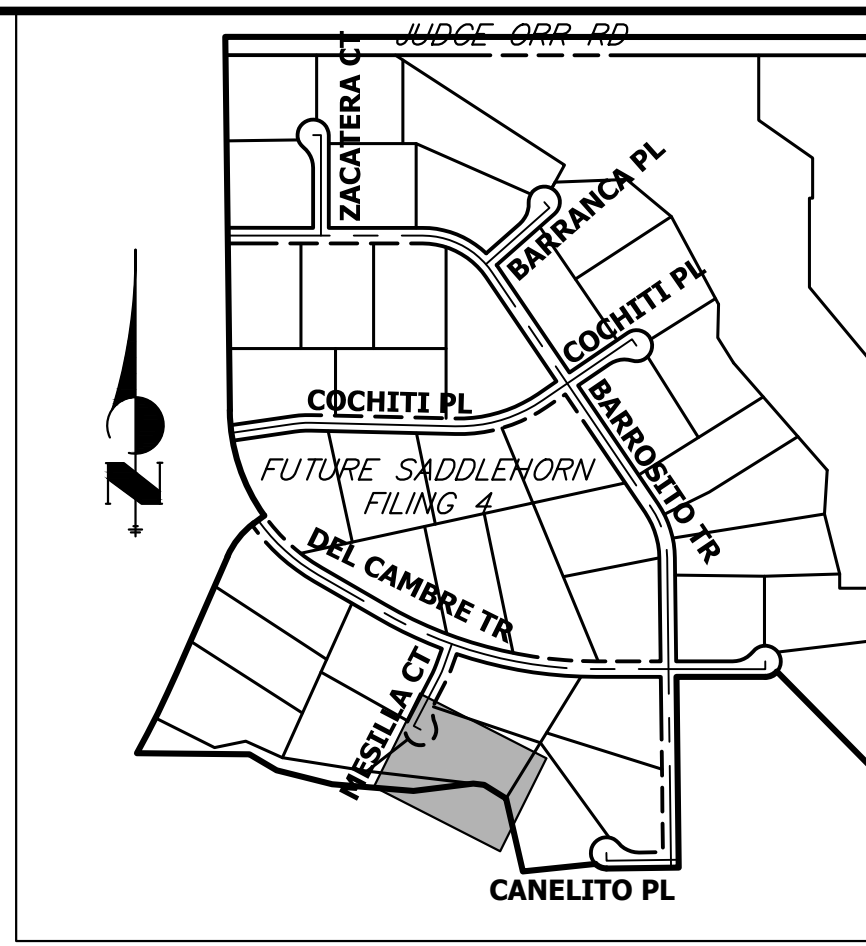 JUDGE ORR RD
ZACATERA CT
BARRANCA PL
COCHITI PL
COCHITI PL
BARROSITO TR
FUTURE SADDLEHORN
FILING 4
DEL CAMBRE TR
MESILLA CT
N
CANELITO PL